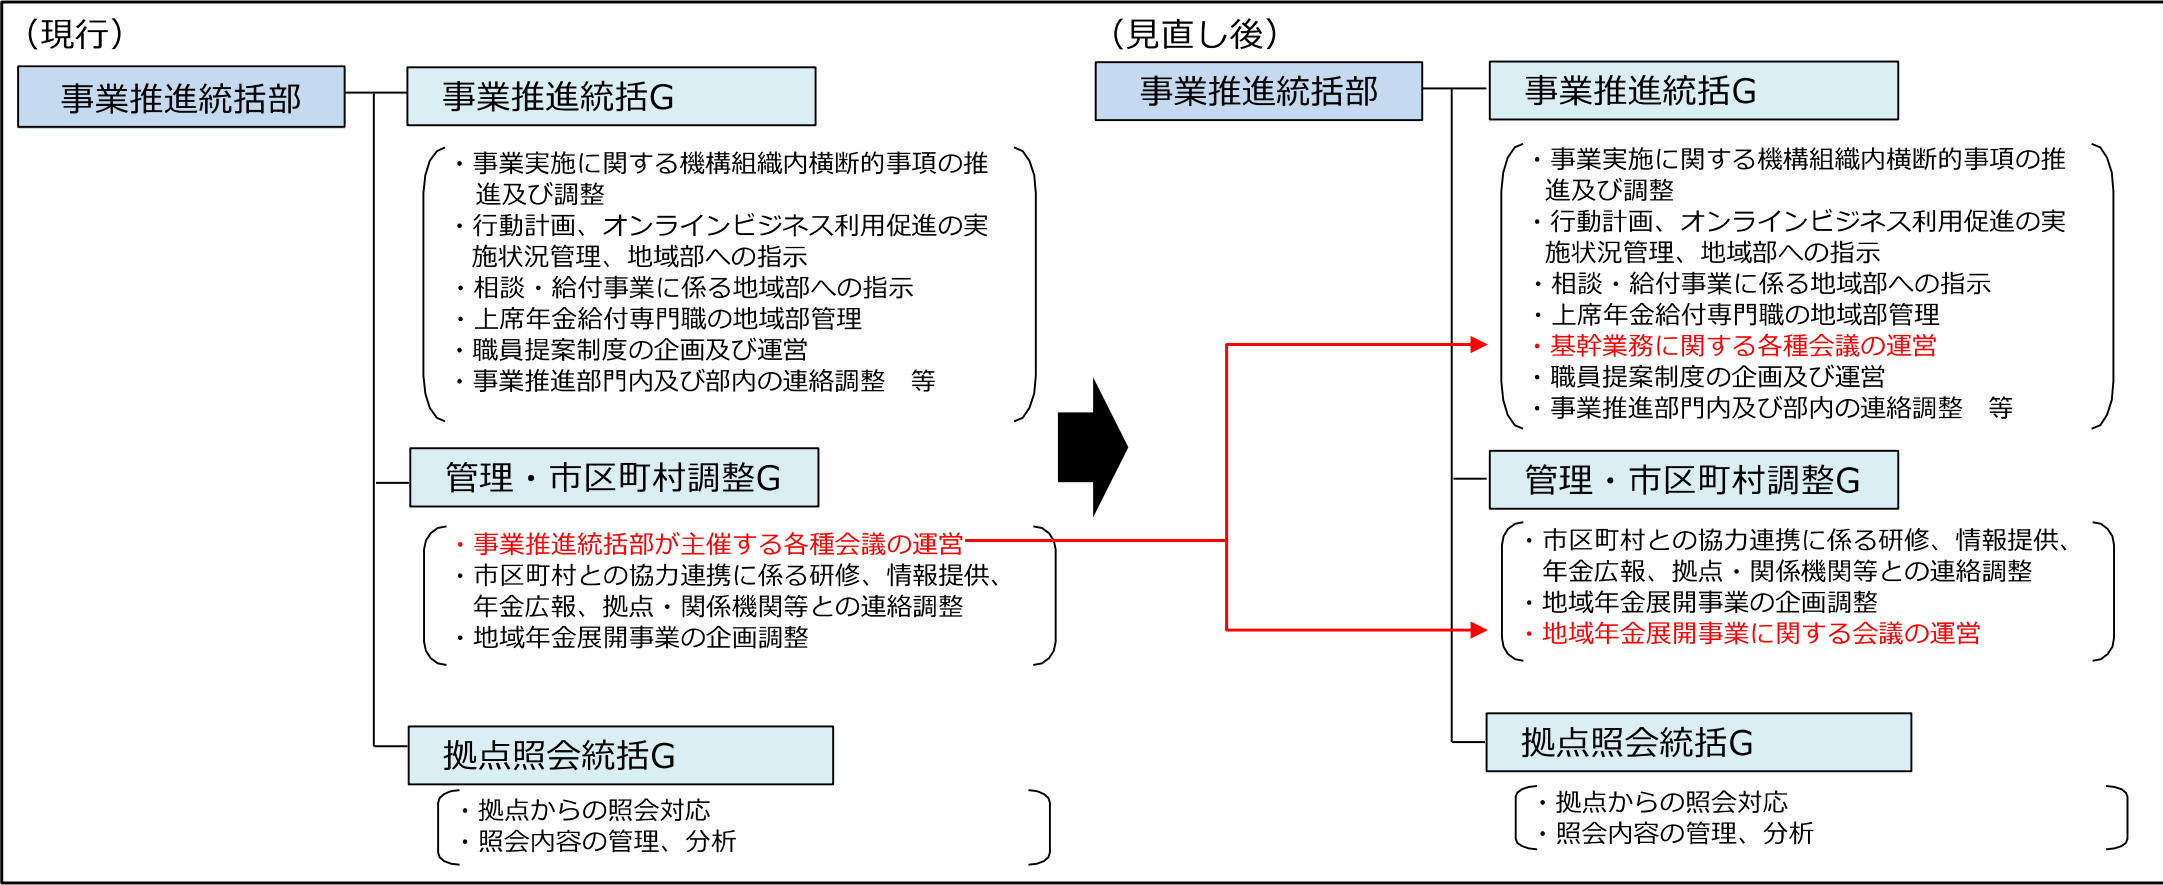 （現行）
事業推進統括部
事業推進統括G
・事業実施に関する機構組織内横断的事項の推
進及び調整
・行動計画、オンラインビジネス利用促進の実
施状況管理、地域部への指示
・相談・給付事業に係る地域部への指示
・上席年金給付専門職の地域部管理
・職員提案制度の企画及び運営
・事業推進部門内及び部内の連絡調整　等
管理・市区町村調整G
・事業推進統括部が主催する各種会議の運営
・市区町村との協力連携に係る研修、情報提供、
年金広報、拠点・関係機関等との連絡調整
・地域年金展開事業の企画調整
拠点照会統括G
・拠点からの照会対応
・照会内容の管理、分析
（見直し後）
事業推進統括部
事業推進統括G
・事業実施に関する機構組織内横断的事項の推
進及び調整
・行動計画、オンラインビジネス利用促進の実
施状況管理、地域部への指示
・相談・給付事業に係る地域部への指示
・上席年金給付専門職の地域部管理
・基幹業務に関する各種会議の運営
・職員提案制度の企画及び運営
・事業推進部門内及び部内の連絡調整　等
管理・市区町村調整G
・市区町村との協力連携に係る研修、情報提供、
年金広報、拠点・関係機関等との連絡調整
・地域年金展開事業の企画調整
・地域年金展開事業に関する会議の運営
拠点照会統括G
・拠点からの照会対応
・照会内容の管理、分析